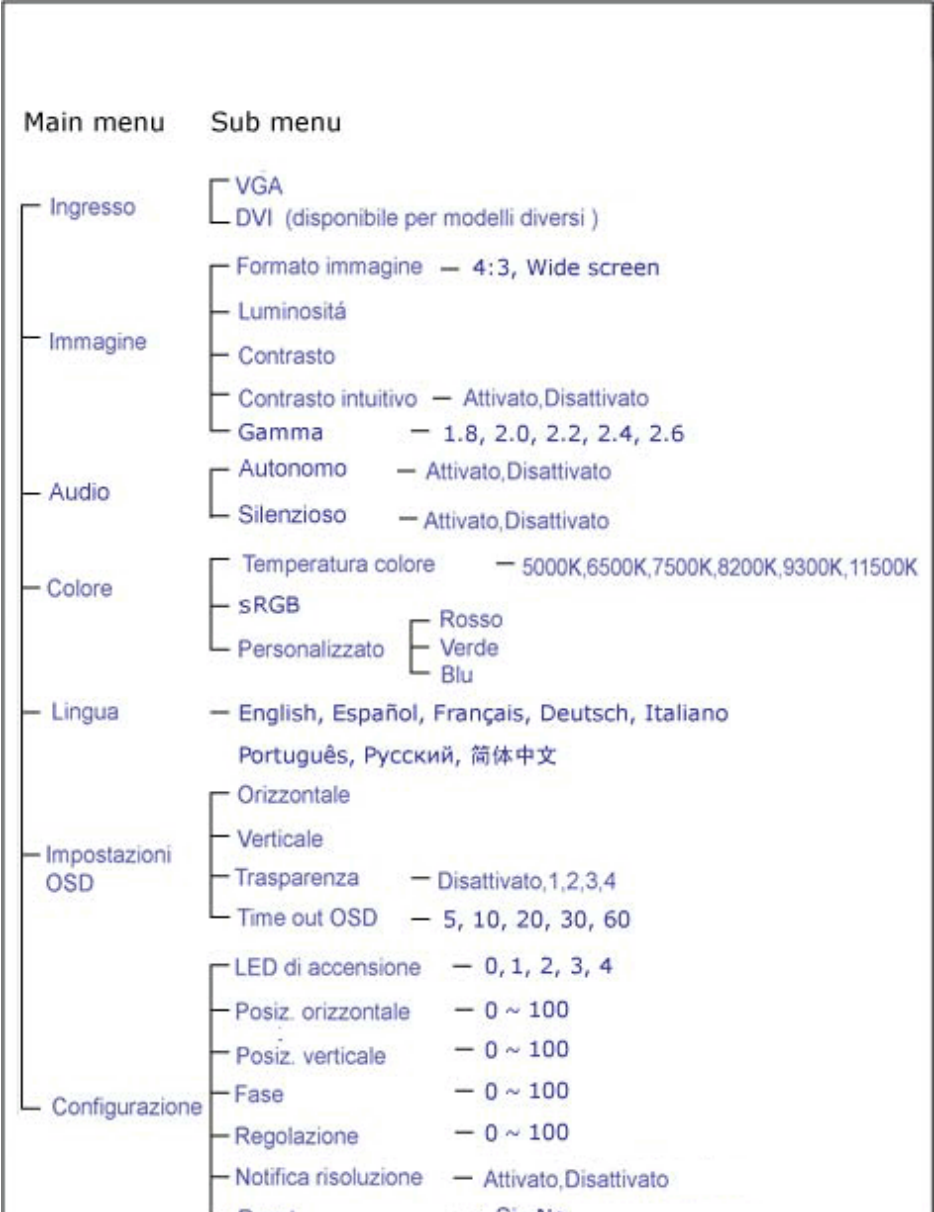 Main menu Sub menu
VGA
Ingresso
DVI (disponibile per modelli diversi )
Formato immagine — 4:3, Wide screen
Luminositá
Immagine
Contrasto
Contrasto intuitivo — Attivato,Disattivato
Gamma — 1.8, 2.0, 2.2, 2.4, 2.6
Autonomo — Attivato,Disattivato
Audio
Silenzioso — Attivato,Disattivato
Temperatura colore — 5000K,6500K,7500K,8200K,9300K,11500K
Colore
sRGB
Rosso
Personalizzato Verde
Blu
Lingua — English, Español, Français, Deutsch, Italiano
Português, Русский, 简体中文
Orizzontale
Verticale
Impostazioni
OSD
Trasparenza — Disattivato,1,2,3,4
Time out OSD — 5, 10, 20, 30, 60
LED di accensione — 0, 1, 2, 3, 4
Posiz. orizzontale — 0 ~ 100
Posiz. verticale — 0 ~ 100
Fase — 0 ~ 100
Configurazione
Regolazione — 0 ~ 100
Notifica risoluzione — Attivato,Disattivato